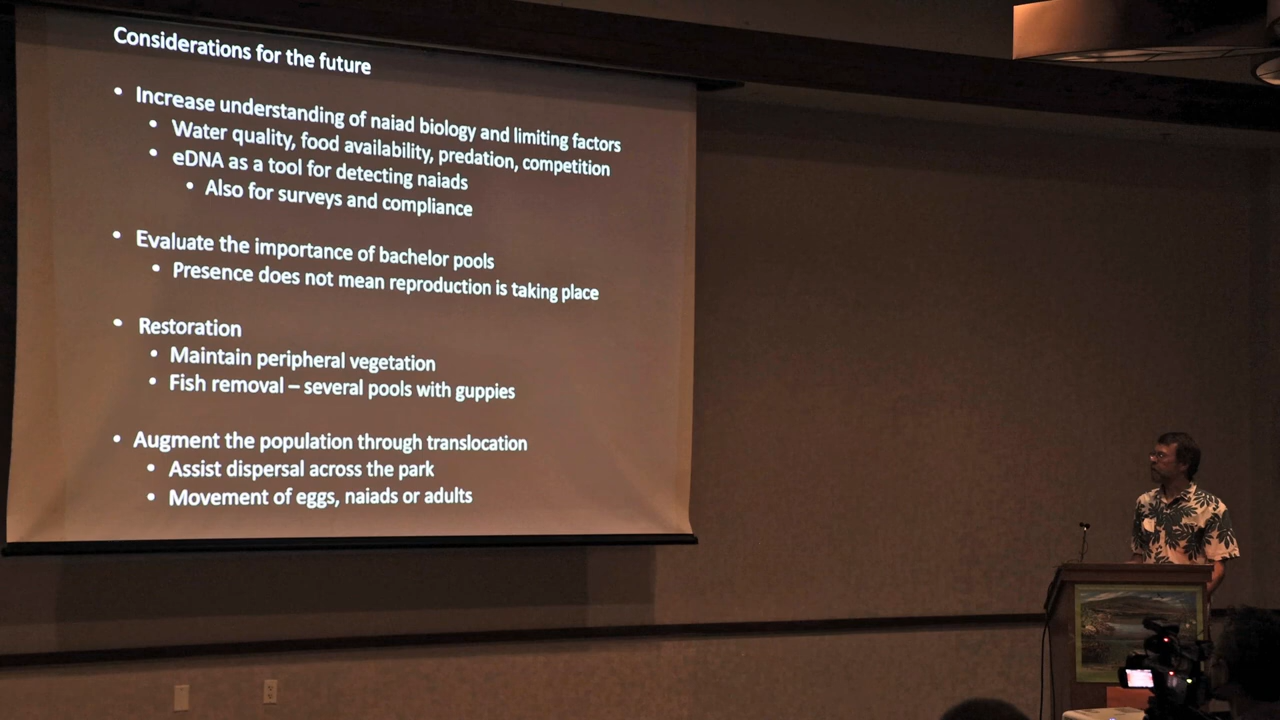 Considerations for the future
• Increase understanding of naiad biology and limiting factors
• Water quality, food availability, predation, competition
• eDNA as a tool for detecting naiads
• Also for surveys and compliance
• Evaluate the importance of bachelor pools
• Presence does not mean reproduction is taking place
• Restoration
• Maintain peripheral vegetation
• Fish removal – several pools with guppies
• Augment the population through translocation
• Assist dispersal across the park
• Movement of eggs, naiads or adults